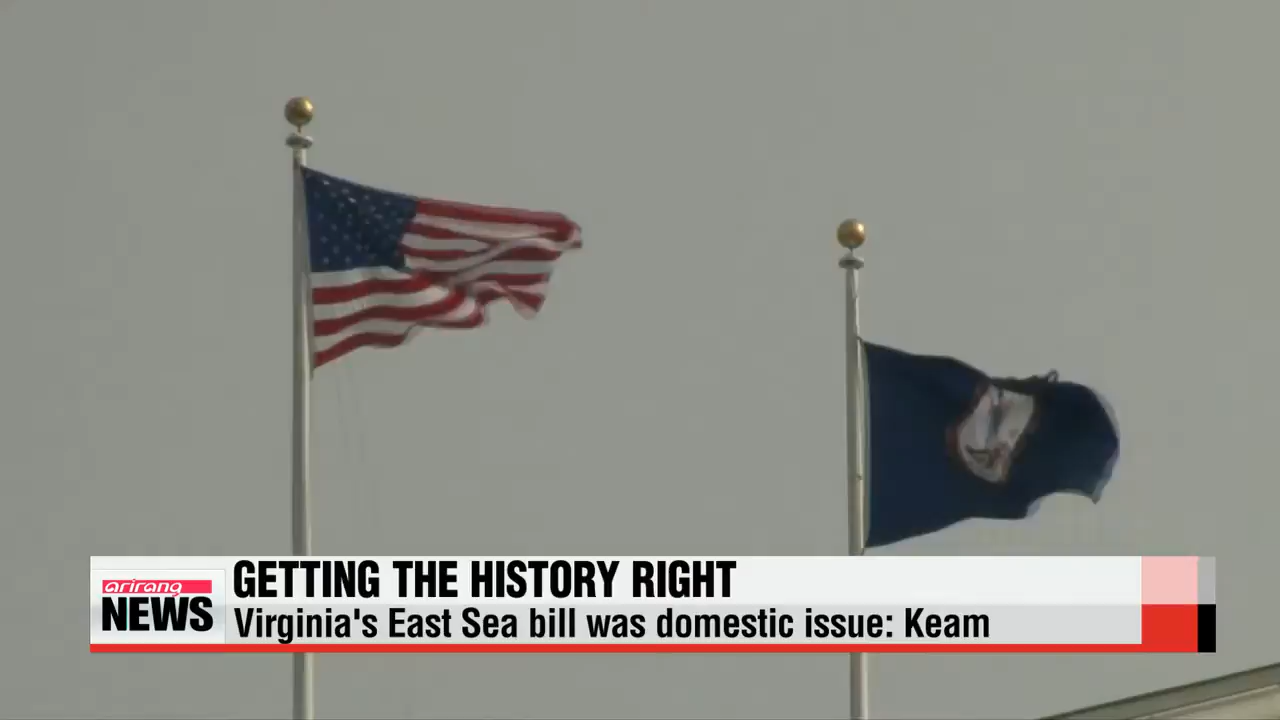 GETTING THE HISTORY RIGHT
arirang
NEWS
Virginia's East Sea bill was domestic issue: Keam